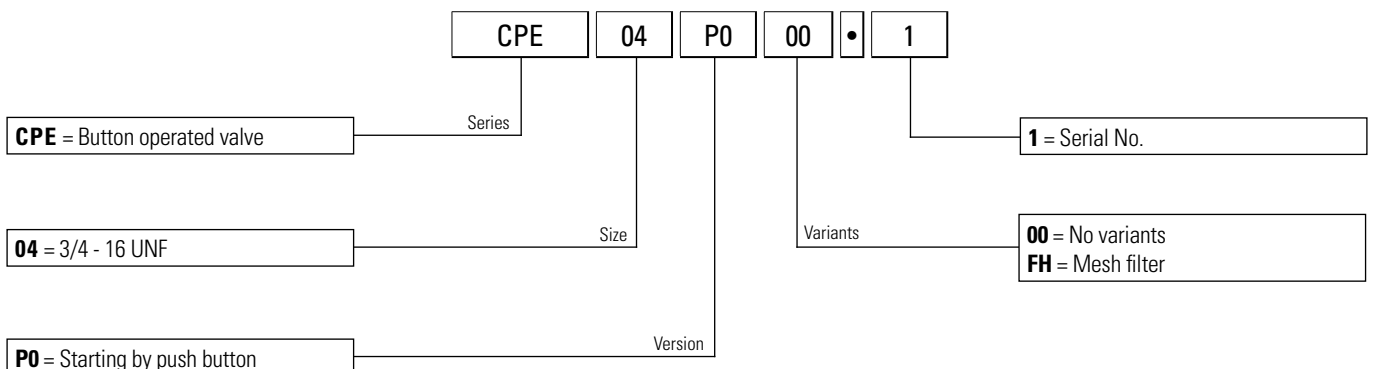 CPE 04 P0 00 • 1
Series
CPE = Button operated valve
1 = Serial No.
Size
04 = 3/4 - 16 UNF
Variants
00 = No variants
FH = Mesh filter
Version
P0 = Starting by push button